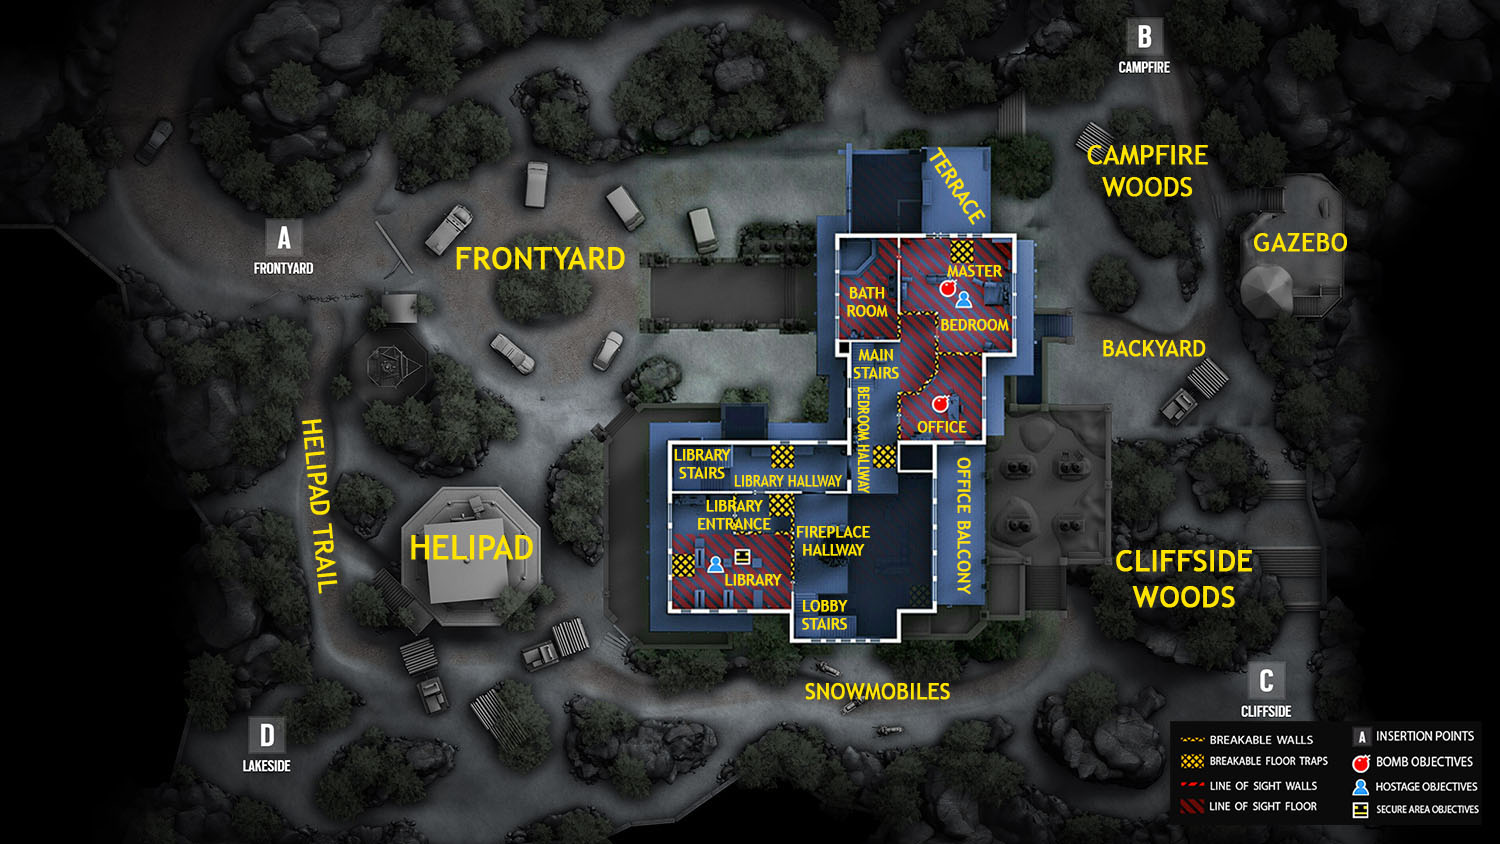 B
CAMPFIRE
CAMPFIRE
WOODS
TERRACE
A
FRONTYARD
FRONTYARD
GAZEBO
MASTER
BEDROOM
BATH
ROOM
BACKYARD
MAIN
STAIRS
BEDROOM HALLWAY
OFFICE
HELIPAD TRAIL
LIBRARY
STAIRS
LIBRARY HALLWAY
OFFICE BALCONY
LIBRARY
ENTRANCE
FIREPLACE
HALLWAY
HELIPAD
LIBRARY
CLIFFSIDE
WOODS
LOBBY
STAIRS
SNOWMOBILES
C
CLIFFSIDE
D
LAKESIDE
BREAKABLE WALLS
BREAKABLE FLOOR TRAPS
LINE OF SIGHT WALLS
LINE OF SIGHT FLOOR
A INSERTION POINTS
BOMB OBJECTIVES
HOSTAGE OBJECTIVES
SECURE AREA OBJECTIVES